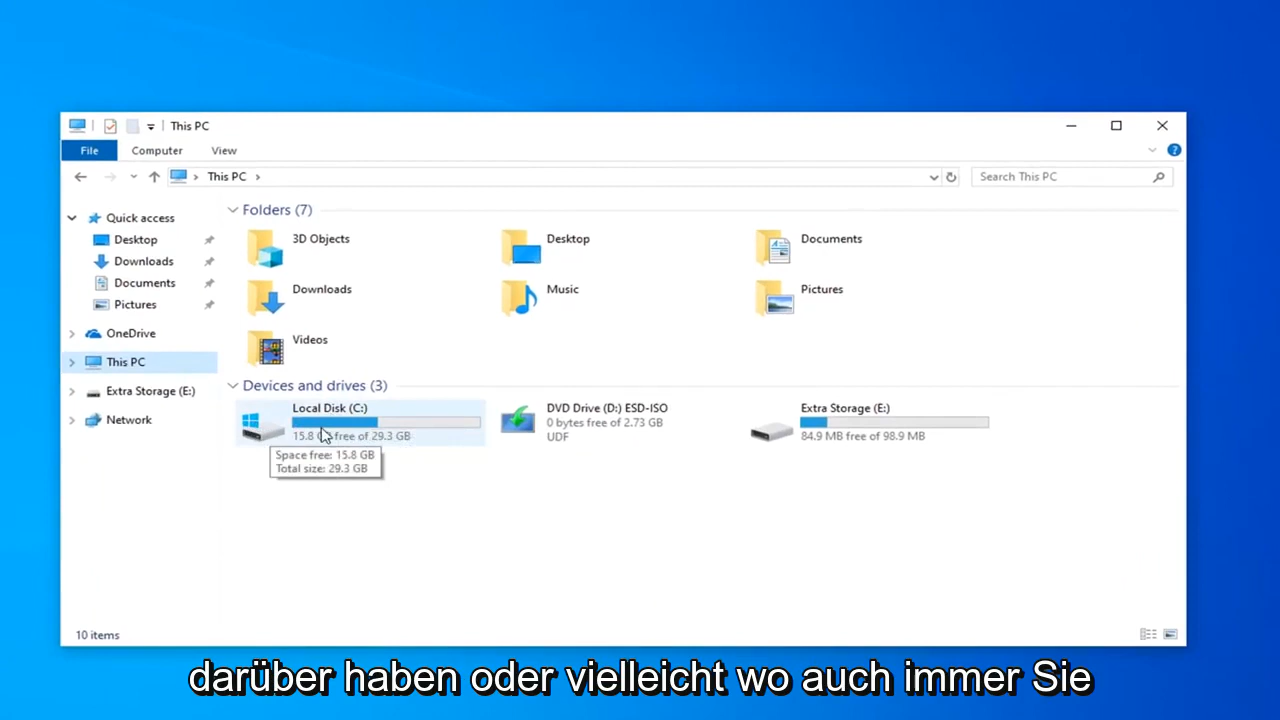 This PC
File Computer View
This PC
Search This PC
Quick access
Desktop
Downloads
Documents
Pictures
OneDrive
This PC
Extra Storage (E:)
Network
Folders (7)
3D Objects
Desktop
Documents
Downloads
Music
Pictures
Videos
Devices and drives (3)
Local Disk (C:)
15.8 free of 29.3 GB
Space free: 15.8 GB
Total size: 29.3 GB
DVD Drive (D:) ESD-ISO
0 bytes free of 2.73 GB
UDF
Extra Storage (E:)
84.9 MB free of 98.9 MB
10 items
darüber haben oder vielleicht wo auch immer Sie